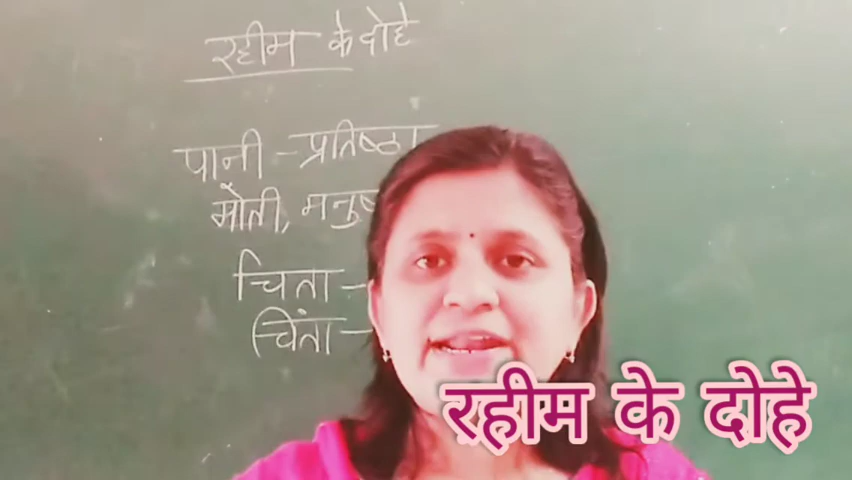 रहीम के दोहे
पानी - प्रतिष्ठा
मोती,
चिता -
चिंता -
रहीम के दोहे